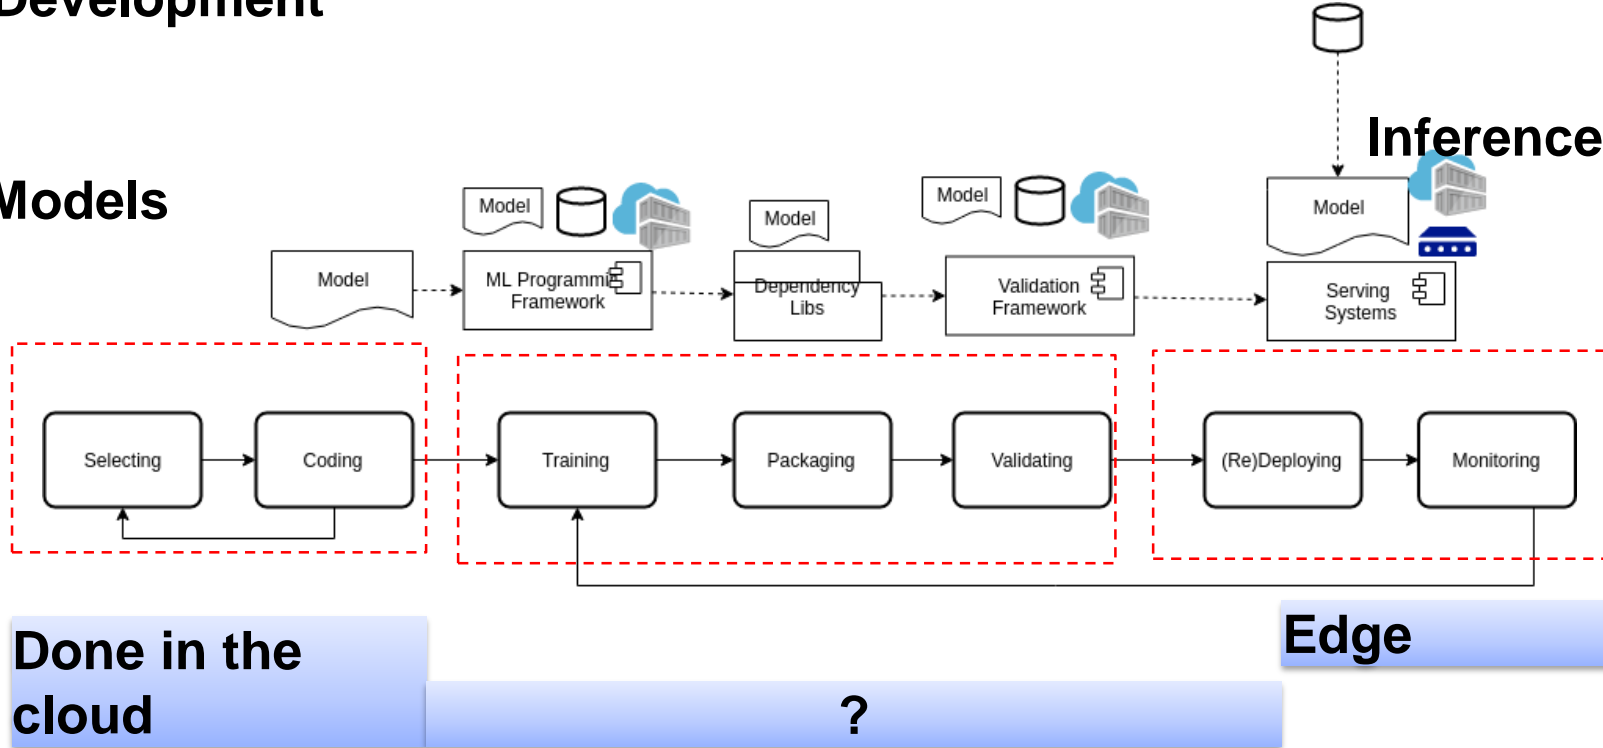 Development
Inference
Models
Model
Model
Model
Model
Model
ML Programmin
Framework
Dependency
Libs
Validation
Framework
Serving
Systems
Selecting
Coding
Training
Packaging
Validating
(Re)Deploying
Monitoring
Done in the
cloud
?
Edge